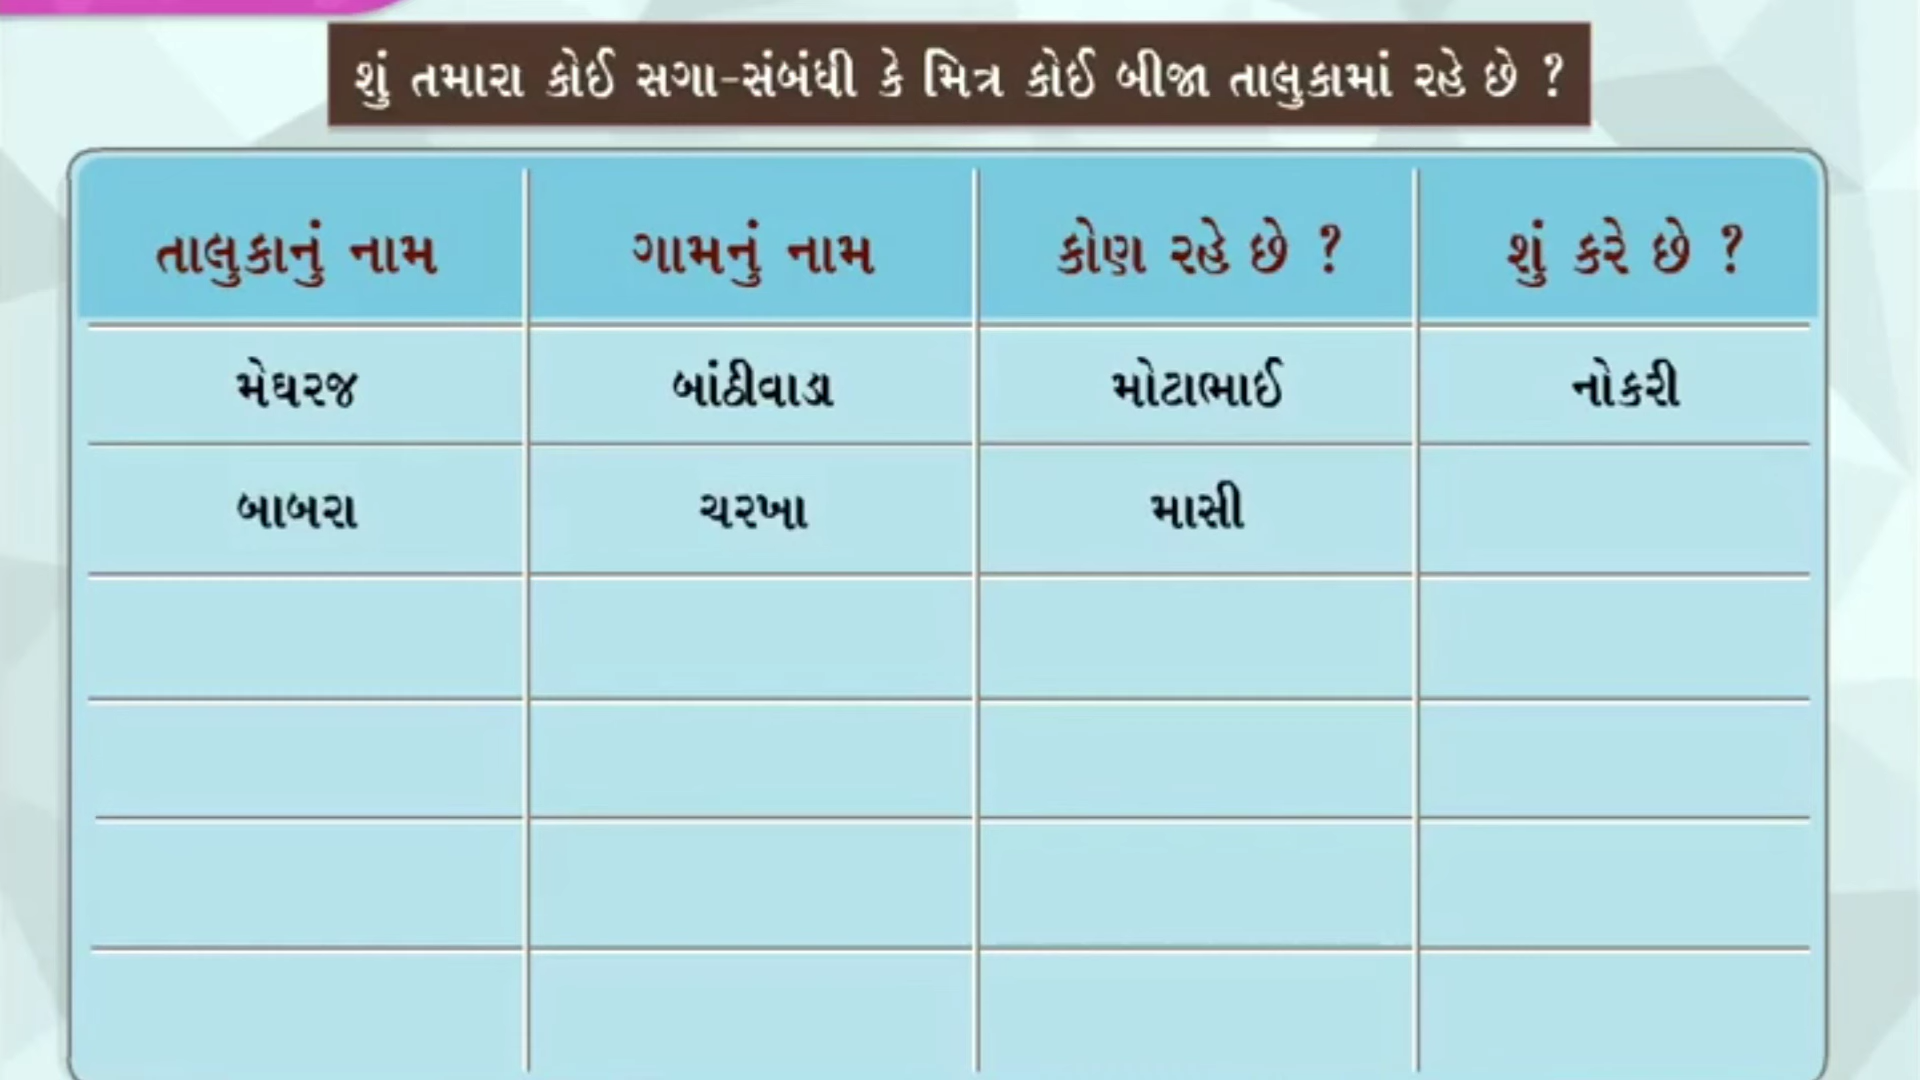 શું તમારા કોઈ સગા-સંબંધી કે મિત્ર કોઈ બીજા તાલુકામાં રહે છે ?
તાલુકાનું નામ ગામનું નામ કોણ રહે છે ? શું કરે છે ?
મેઘરજ બાંઠીવાડા મોટાભાઈ નોકરી
બાબરા ચરખા માસી